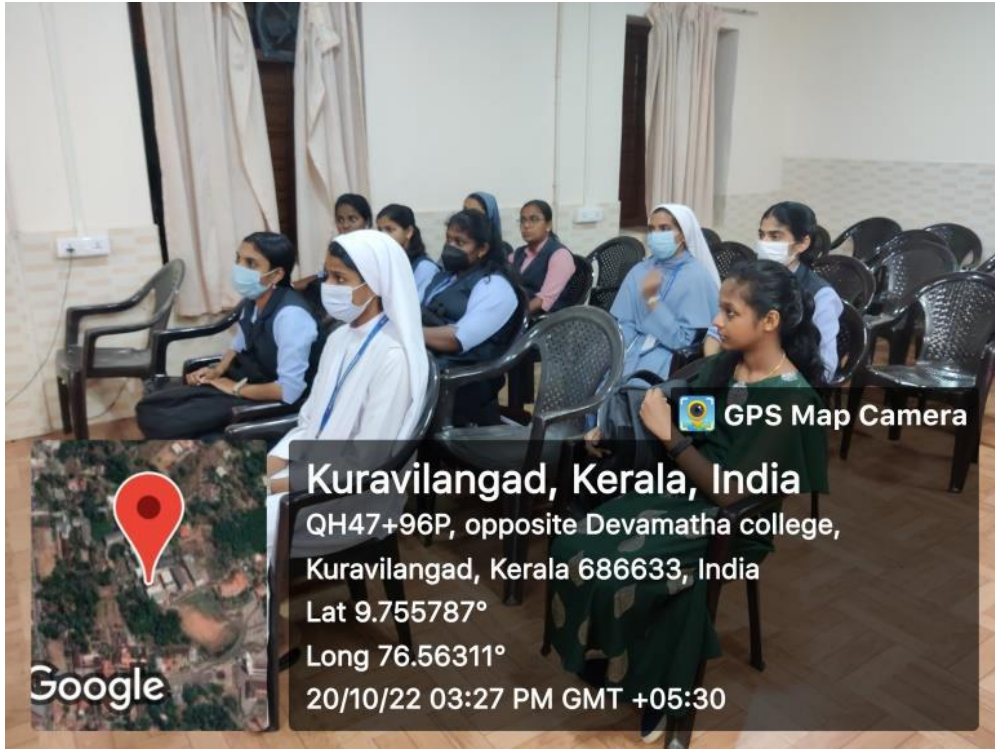 GPS Map Camera
Kuravilangad, Kerala, India
QH47+96P, opposite Devamatha college,
Kuravilangad, Kerala 686633, India
Lat 9.755787°
Long 76.56311°
20/10/22 03:27 PM GMT +05:30
Google